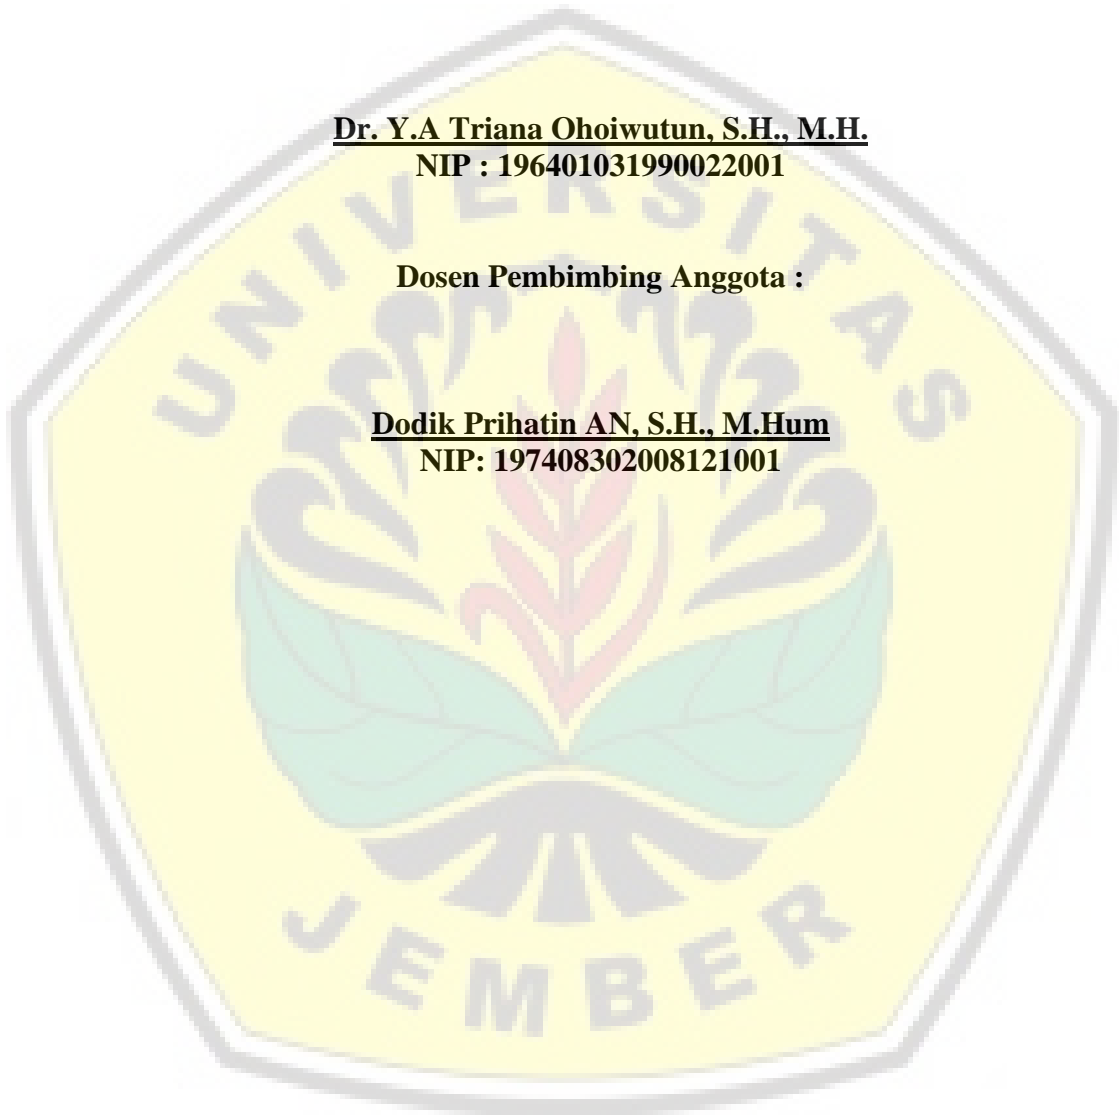 Dr. Y.A Triana Ohoiwutun, S.H., M.H.
NIP : 196401031990022001
UNIVERSITAS
Dosen Pembimbing Anggota :
Dodik Prihatin AN, S.H., M.Hum
NIP: 197408302008121001
JEMBER